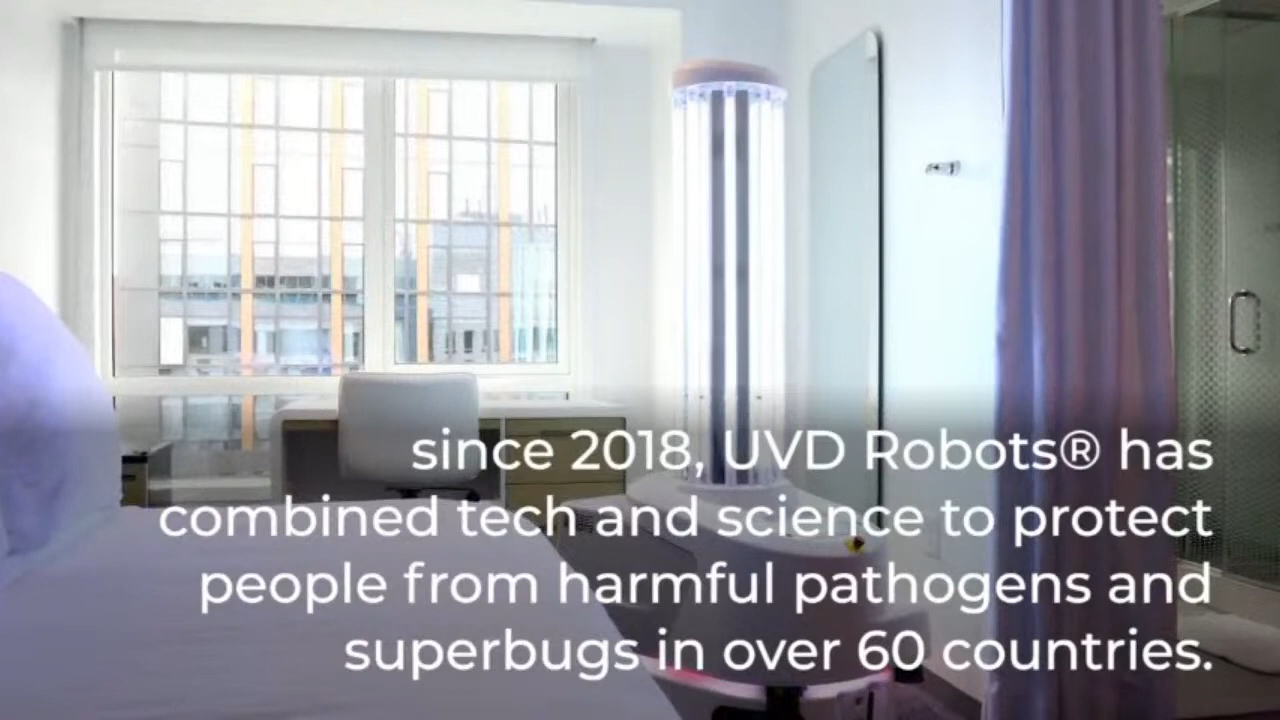 since 2018, UVD Robots® has
combined tech and science to protect
people from harmful pathogens and
superbugs in over 60 countries.